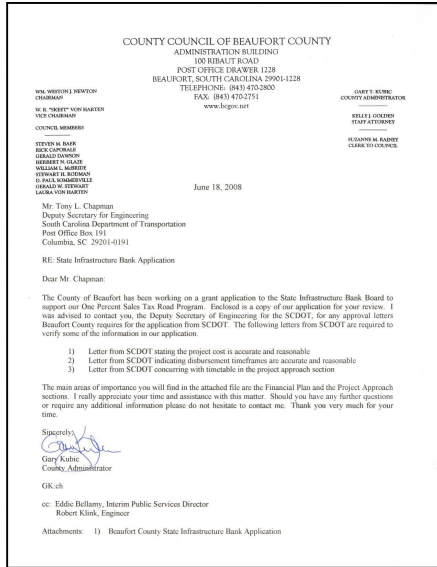 COUNTY COUNCIL OF BEAUFORT COUNTY
ADMINISTRATION BUILDING
100 RIBAUT ROAD
POST OFFICE DRAWER 1228
BEAUFORT, SOUTH CAROLINA 29901-1228
TELEPHONE: (843) 470-2800
FAX: (843) 470-2751
www.bcgov.net
WM. WESTON J. NEWTON
CHAIRMAN
W. R. "SKEET" VON HARTEN
VICE CHAIRMAN
COUNCIL MEMBERS
STEVEN M. BAER
RICK CAPORALE
GERALD DAWSON
HERBERT N. GLAZE
WILLIAM L. McBRIDE
STEWART H. RODMAN
D. PAUL SOMMERVILLE
GERALD W. STEWART
LAURA VON HARTEN
GARY T. KUBIC
COUNTY ADMINISTRATOR
KELLY J. GOLDEN
STAFF ATTORNEY
SUZANNE M. RAINEY
CLERK TO COUNCIL
June 18, 2008
Mr. Tony L. Chapman
Deputy Secretary for Engineering
South Carolina Department of Transportation
Post Office Box 191
Columbia, SC 29201-0191
RE: State Infrastructure Bank Application
Dear Mr. Chapman:
The County of Beaufort has been working on a grant application to the State Infrastructure Bank Board to
support our One Percent Sales Tax Road Program. Enclosed is a copy of our application for your review. I
was advised to contact you, the Deputy Secretary of Engineering for the SCDOT, for any approval letters
Beaufort County requires for the application from SCDOT. The following letters from SCDOT are required to
verify some of the information in our application.
1) Letter from SCDOT stating the project cost is accurate and reasonable
2) Letter from SCDOT indicating disbursement timeframes are accurate and reasonable
3) Letter from SCDOT concurring with timetable in the project approach section
The main areas of importance you will find in the attached file are the Financial Plan and the Project Approach
sections. I really appreciate your time and assistance with this matter. Should you have any further questions
or require any additional information please do not hesitate to contact me. Thank you very much for your
time.
Sincerely,
Gary Kubic
County Administrator
GK:ch
cc: Eddie Bellamy, Interim Public Services Director
Robert Klink, Engineer
Attachments: 1) Beaufort County State Infrastructure Bank Application